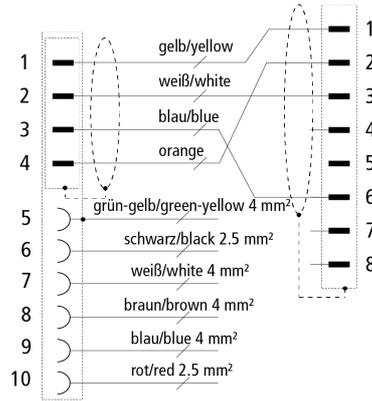 1
2
3
4
5
6
7
8
9
10
gelb/yellow
weiß/white
blau/blue
orange
grün-gelb/green-yellow 4 mm²
schwarz/black 2.5 mm²
weiß/white 4 mm²
braun/brown 4 mm²
blau/blue 4 mm²
rot/red 2.5 mm²
1
2
3
4
5
6
7
8